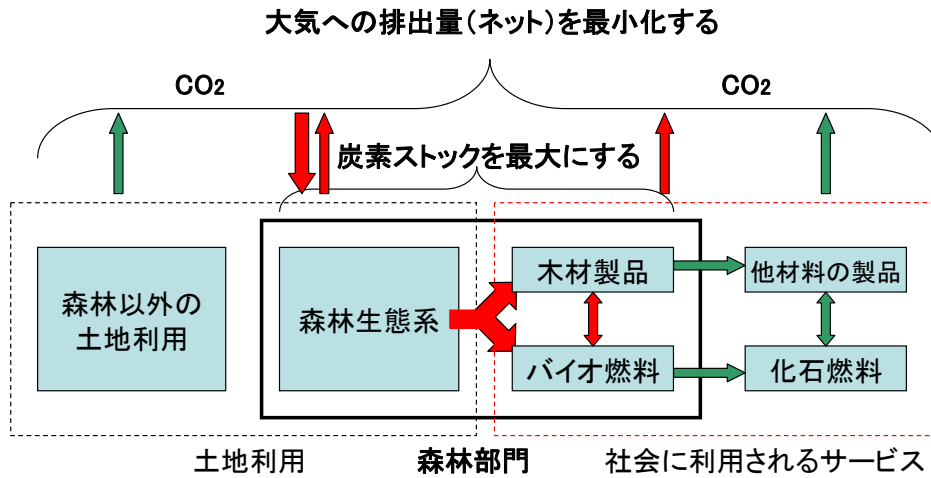 大気への排出量(ネット)を最小化する
CO2
CO2
炭素ストックを最大にする
森林以外の
土地利用
森林生態系
木材製品
他材料の製品
バイオ燃料
化石燃料
土地利用
森林部門
社会に利用されるサービス